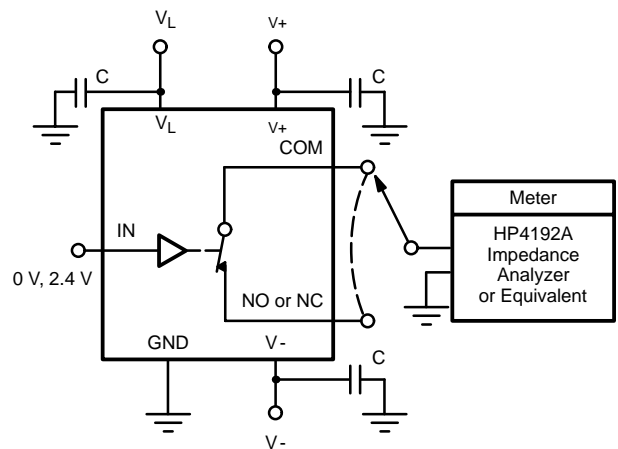 VL
V+
C
C
VL
V+
COM
Meter
IN
HP4192A
Impedance
Analyzer
or Equivalent
0 V, 2.4 V
NO or NC
GND
V-
C
V-